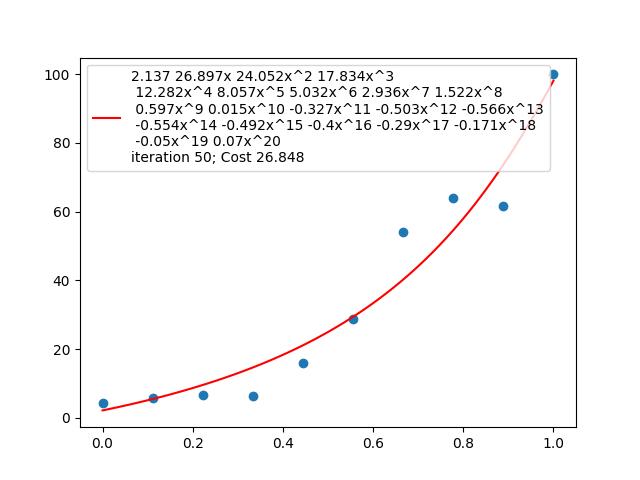 2.137 26.897x 24.052x^2 17.834x^3
12.282x^4 8.057x^5 5.032x^6 2.936x^7 1.522x^8
0.597x^9 0.015x^10 -0.327x^11 -0.503x^12 -0.566x^13
-0.554x^14 -0.492x^15 -0.4x^16 -0.29x^17 -0.171x^18
-0.05x^19 0.07x^20
iteration 50; Cost 26.848
100
80
60
40
20
0
0.0 0.2 0.4 0.6 0.8 1.0